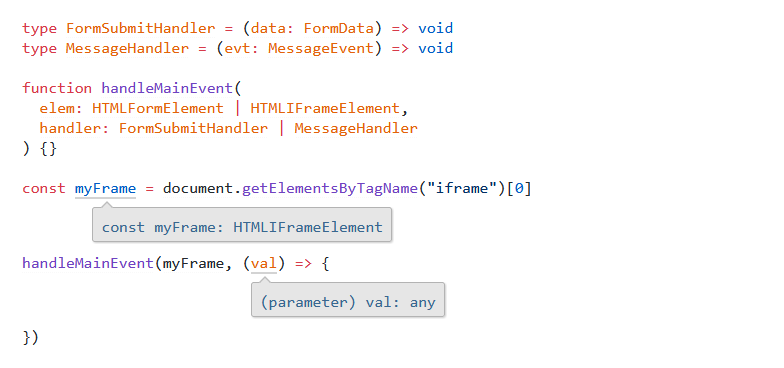 type FormSubmitHandler = (data: FormData) => void
type MessageHandler = (evt: MessageEvent) => void
function handleMainEvent(
  elem: HTMLFormElement | HTMLIFrameElement,
  handler: FormSubmitHandler | MessageHandler
) {}
const myFrame = document.getElementsByTagName("iframe")[0]
const myFrame: HTMLIFrameElement
handleMainEvent(myFrame, (val) => {
(parameter) val: any
})